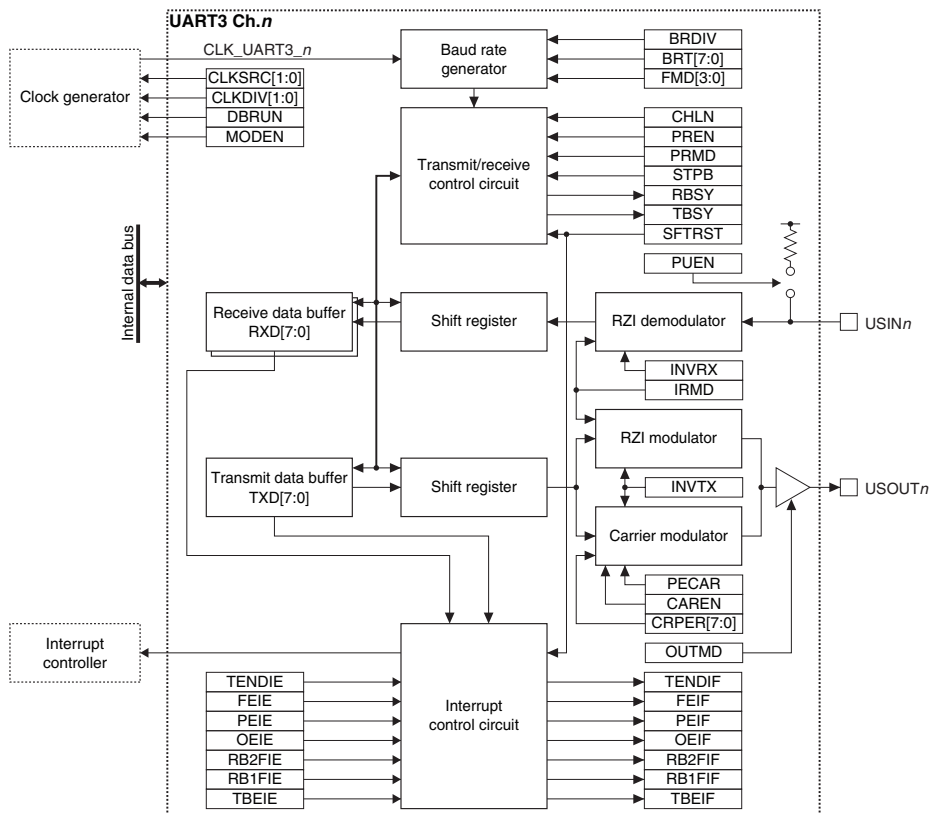 UART3 Ch.n
CLK_UART3_n
Clock generator
CLKSRC[1:0]
CLKDIV[1:0]
DBRUN
MODEN
Baud rate
generator
BRDIV
BRT[7:0]
FMD[3:0]
Transmit/receive
control circuit
CHLN
PREN
PRMD
STPB
RBSY
TBSY
SFTRST
PUEN
Internal data bus
Receive data buffer
RXD[7:0]
Shift register
RZI demodulator
USINn
INVRX
IRMD
RZI modulator
Transmit data buffer
TXD[7:0]
Shift register
INVTX
USOUTn
Carrier modulator
PECAR
CAREN
CRPER[7:0]
OUTMD
Interrupt
controller
Interrupt
control circuit
TENDIE
FEIE
PEIE
OEIE
RB2FIE
RB1FIE
TBEIE
TENDIF
FEIF
PEIF
OEIF
RB2FIF
RB1FIF
TBEIF